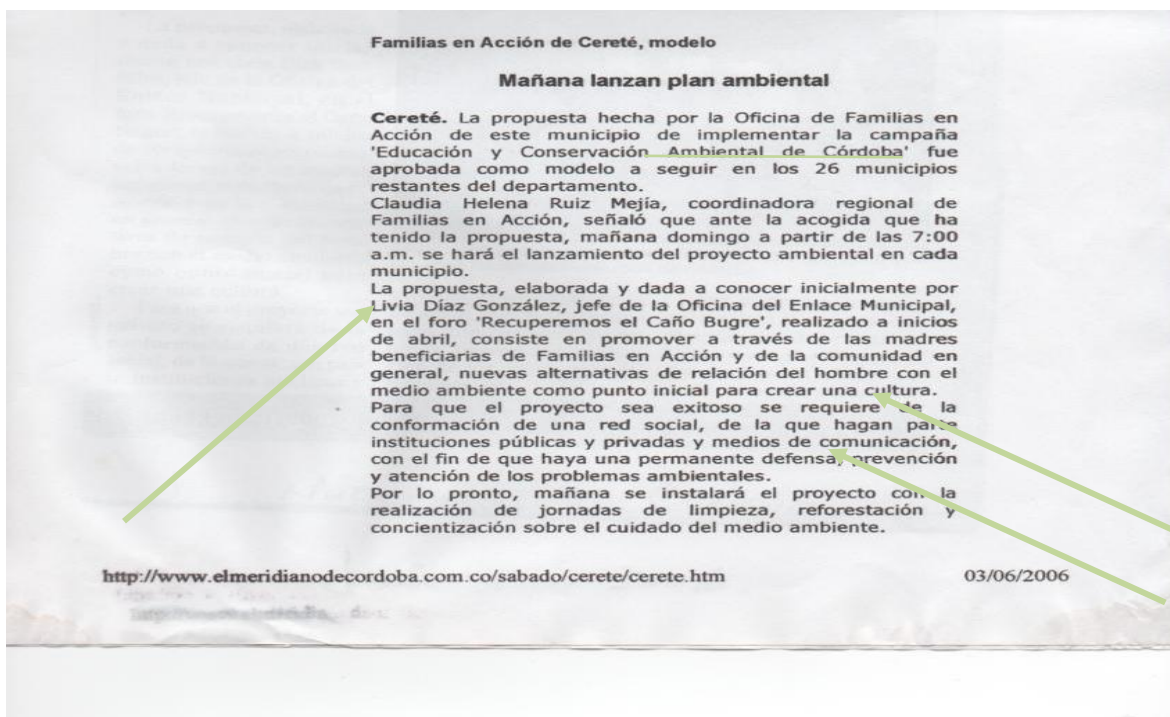 Familias en Acción de Cereté, modelo
Mañana lanzan plan ambiental
Cereté. La propuesta hecha por la Oficina de Familias en
Acción de este municipio de implementar la campaña
'Educación y Conservación Ambiental de Córdoba' fue
aprobada como modelo a seguir en los 26 municipios
restantes del departamento.
Claudia Helena Ruiz Mejía, coordinadora regional de
Familias en Acción, señaló que ante la acogida que ha
tenido la propuesta, mañana domingo a partir de las 7:00
a.m. se hará el lanzamiento del proyecto ambiental en cada
municipio.
La propuesta, elaborada y dada a conocer inicialmente por
Livia Díaz González, jefe de la Oficina del Enlace Municipal,
en el foro 'Recuperemos el Caño Bugre', realizado a inicios
de abril, consiste en promover a través de las madres
beneficiarias de Familias en Acción y de la comunidad en
general, nuevas alternativas de relación del hombre con el
medio ambiente como punto inicial para crear una cultura.
Para que el proyecto sea exitoso se requiere de la
conformación de una red social, de la que hagan parte
instituciones públicas y privadas y medios de comunicación,
con el fin de que haya una permanente defensa, prevención
y atención de los problemas ambientales.
Por lo pronto, mañana se instalará el proyecto con la
realización de jornadas de limpieza, reforestación y
concientización sobre el cuidado del medio ambiente.
http://www.elmeridianodecordoba.com.co/sabado/cerete/cerete.htm 03/06/2006